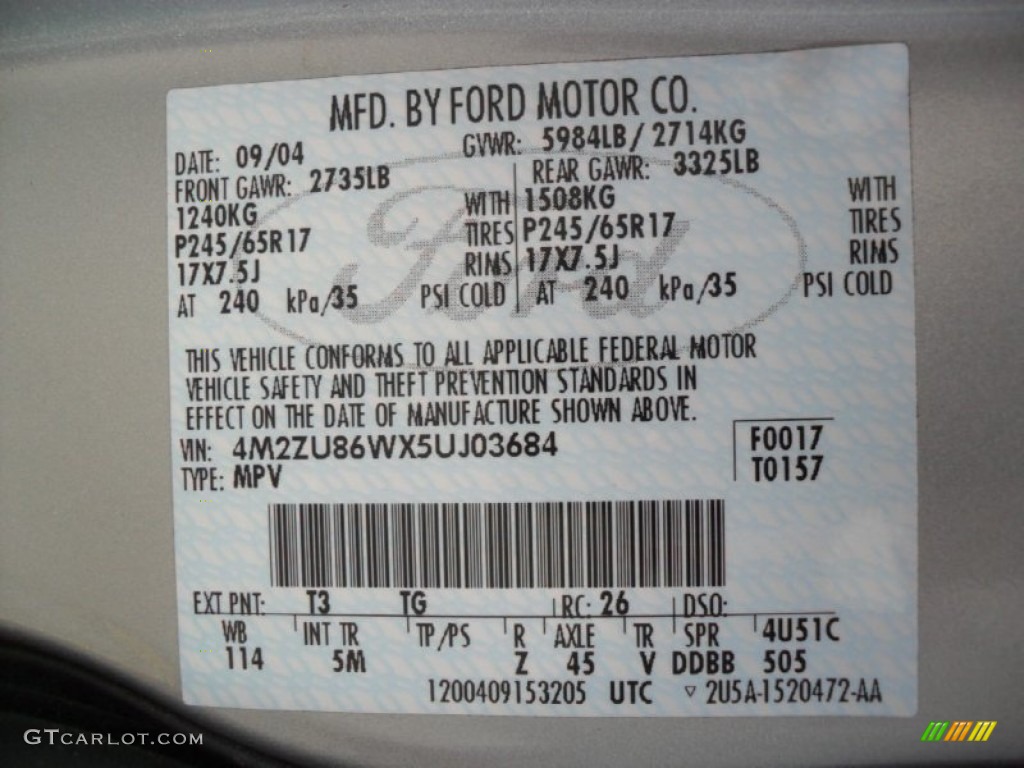 MFD. BY FORD MOTOR CO.
DATE: 09/04 GVWR: 5984LB/ 2714KG
FRONT GAWR: 2735LB REAR GAWR: 3325LB
1240KG WITH 1508KG WITH
P245/65R17 TIRES P245/65R17 TIRES
17X7.5J RIMS 17X7.5J RIMS
AT 240 kPa/35 PSI COLD AT 240 kPa/35 PSI COLD
Ford
THIS VEHICLE CONFORMS TO ALL APPLICABLE FEDERAL MOTOR
VEHICLE SAFETY AND THEFT PREVENTION STANDARDS IN
EFFECT ON THE DATE OF MANUFACTURE SHOWN ABOVE.
VIN: 4M2ZU86WX5UJ03684 F0017
TYPE: MPV T0157
EXT PNT: T3 TG RC: 26 DSO:
WB INT TR TP/PS R AXLE TR SPR 4U51C
114 5M Z 45 V DDBB 505
1200409153205 UTC ▽ 2U5A-1520472-AA
GTCARLOT.COM